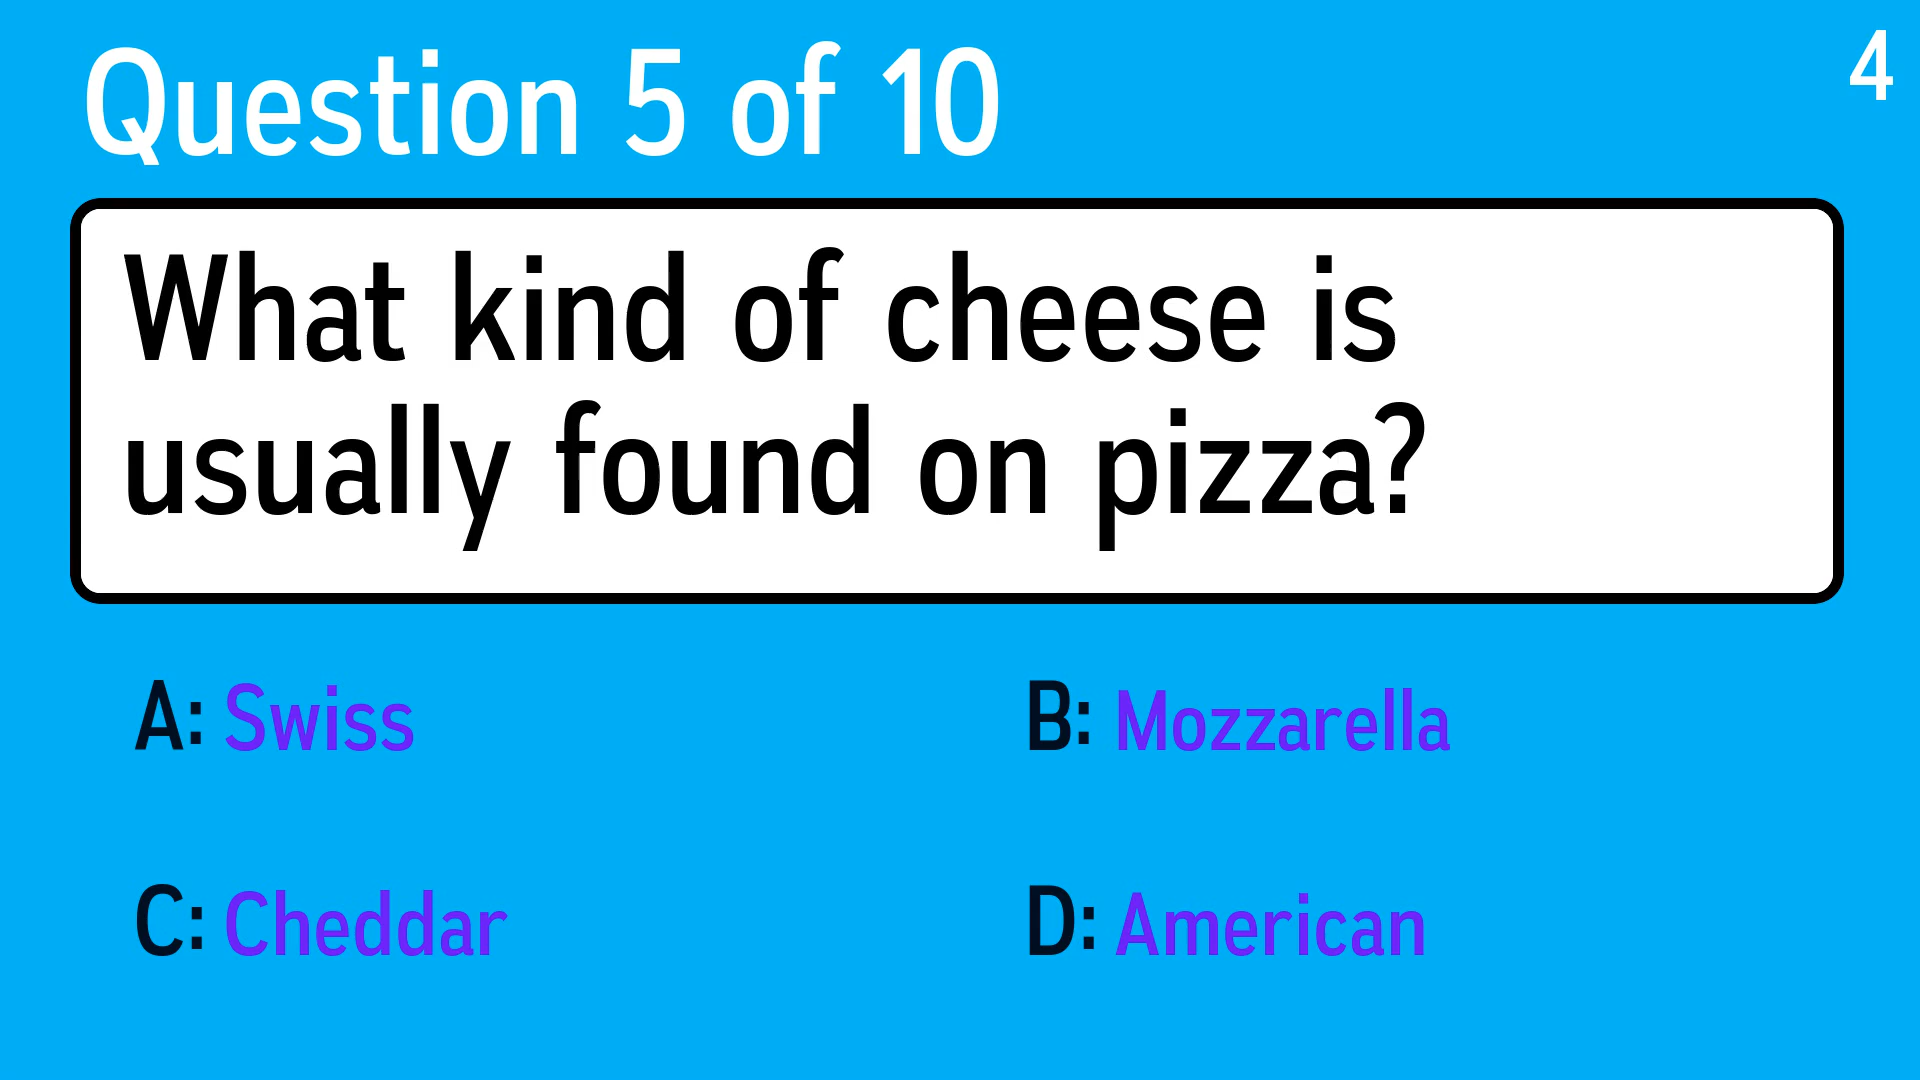 Question 5 of 10
4
What kind of cheese is
usually found on pizza?
A: Swiss
B: Mozzarella
C: Cheddar
D: American